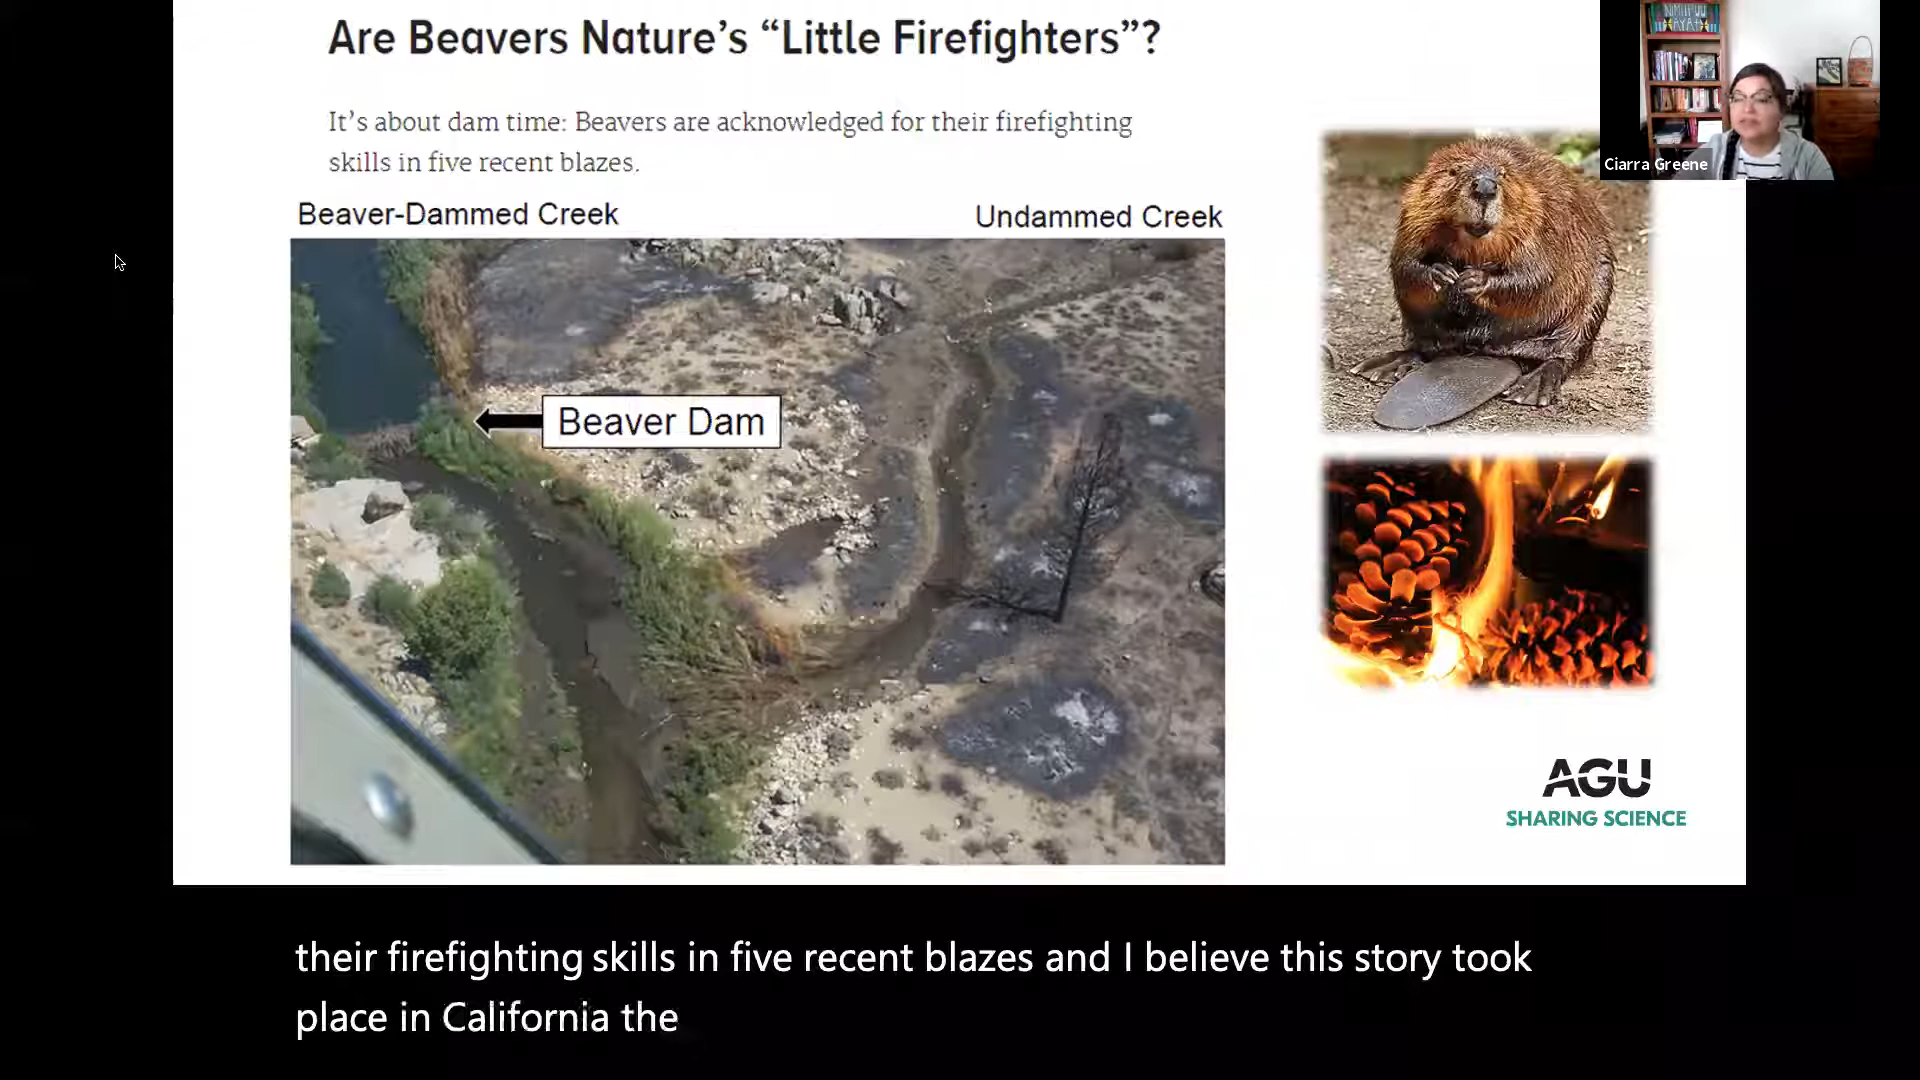 Are Beavers Nature's “Little Firefighters”?
It's about dam time: Beavers are acknowledged for their firefighting
skills in five recent blazes.
Beaver-Dammed Creek
Undammed Creek
Beaver Dam
NIMIIPUU
Ciarra Greene
AGU
SHARING SCIENCE
their firefighting skills in five recent blazes and I believe this story took
place in California the